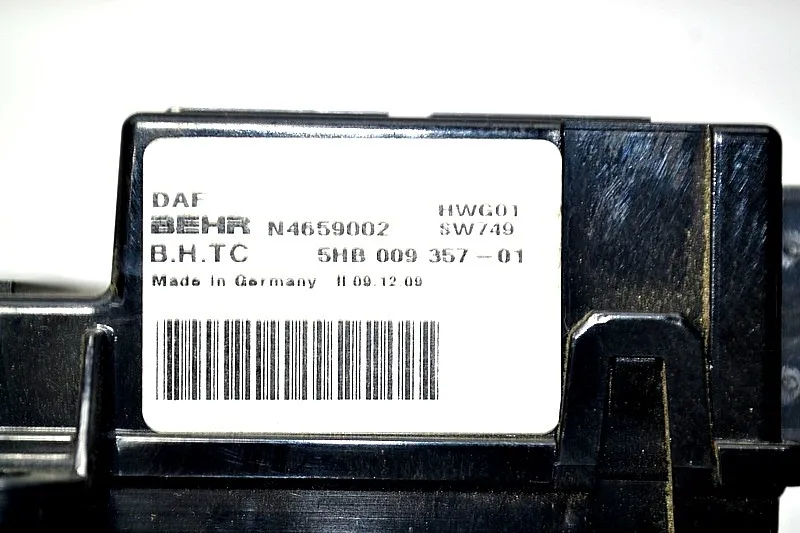 DAF
HWG01
BEHR N4659002 SW749
B.H.TC 5HB 009 357-01
Made in Germany II 09.12.09